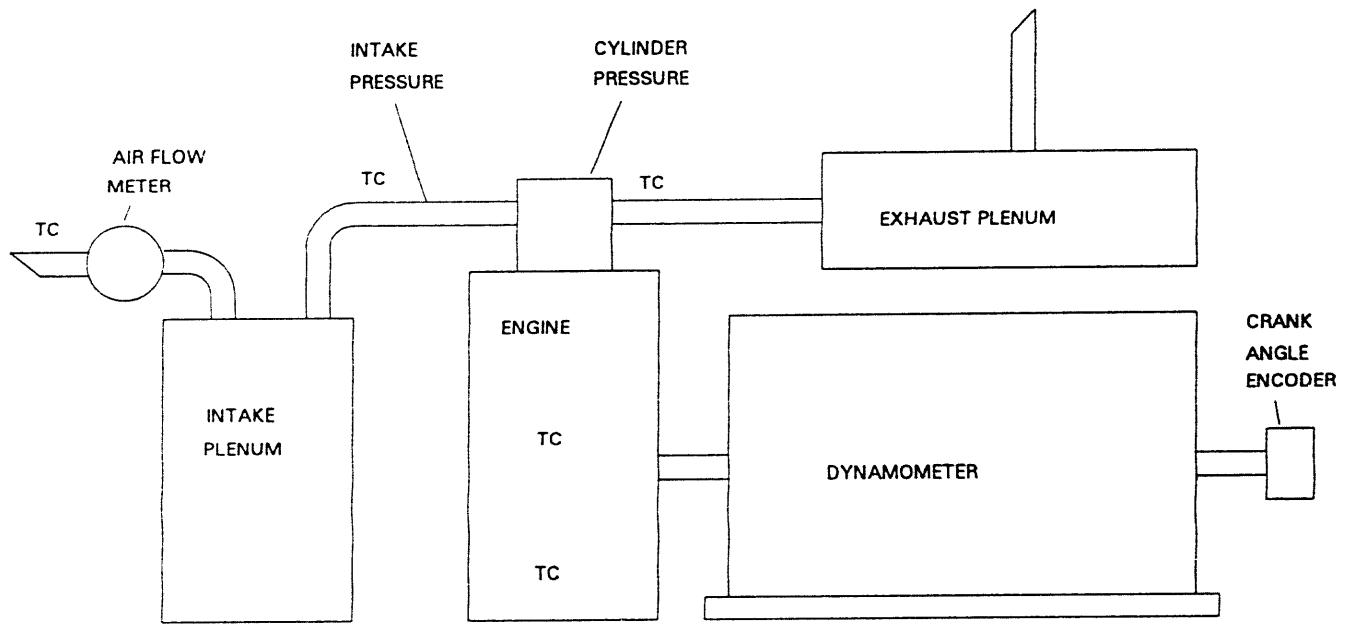 INTAKE
PRESSURE
CYLINDER
PRESSURE
AIR FLOW
METER
TC
TC
TC
EXHAUST PLENUM
ENGINE
CRANK
ANGLE
ENCODER
INTAKE
PLENUM
TC
DYNAMOMETER
TC